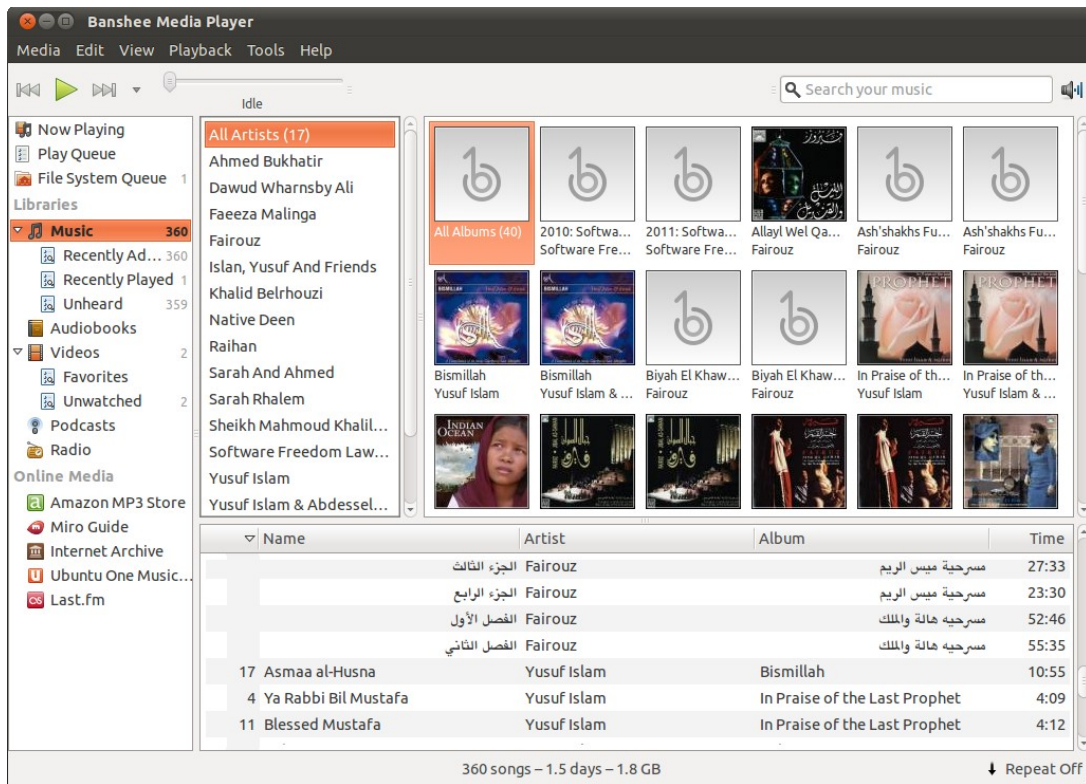 Banshee Media Player
Media Edit View Playback Tools Help
Idle
Search your music
Now Playing
Play Queue
File System Queue 1
Libraries
Music 360
Recently Ad... 360
Recently Played 1
Unheard 359
Audiobooks
Videos 2
Favorites
Unwatched 2
Podcasts
Radio
Online Media
Amazon MP3 Store
Miro Guide
Internet Archive
Ubuntu One Music...
Last.fm
All Artists (17)
Ahmed Bukhatir
Dawud Wharnsby Ali
Faeeza Malinga
Fairouz
Islan, Yusuf And Friends
Khalid Belrhouzi
Native Deen
Raihan
Sarah And Ahmed
Sarah Rhalem
Sheikh Mahmoud Khalil...
Software Freedom Law...
Yusuf Islam
Yusuf Islam & Abdessel...
All Albums (40)
2010: Softwa...
Software Fre...
2011: Softwa...
Software Fre...
فيروز
الليل
والقنديل
Allayl Wel Qa...
Fairouz
Ash'shakhs Fu...
Fairouz
Ash'shakhs Fu...
Fairouz
BISMILLAH
Bismillah
Yusuf Islam
BISMILLAH
Bismillah
Yusuf Islam & ...
Biyah El Khaw...
Fairouz
Biyah El Khaw...
Fairouz
PROPHET
In Praise of th...
Yusuf Islam
PROPHET
In Praise of th...
Yusuf Islam & ...
INDIAN
OCEAN
FAIROUZ
FAIROUZ
Name Artist Album Time
الجزء الثالث Fairouz مسرحية ميس الريم 27:33
الجزء الرابع Fairouz مسرحية ميس الريم 23:30
الفصل الأول Fairouz مسرحيه هالة والملك 52:46
الفصل الثاني Fairouz مسرحيه هالة والملك 55:35
17 Asmaa al-Husna Yusuf Islam Bismillah 10:55
4 Ya Rabbi Bil Mustafa Yusuf Islam In Praise of the Last Prophet 4:09
11 Blessed Mustafa Yusuf Islam In Praise of the Last Prophet 4:12
360 songs – 1.5 days – 1.8 GB
Repeat Off